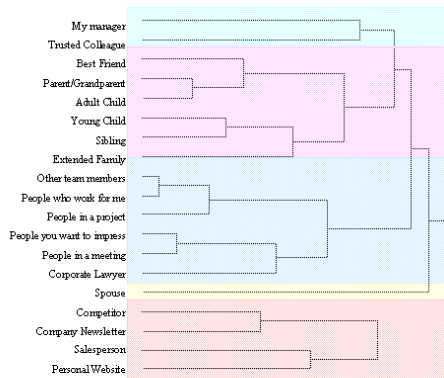 My manager
Trusted Colleague
Best Friend
Parent/Grandparent
Adult Child
Young Child
Sibling
Extended Family
Other team members
People who work for me
People in a project
People you want to impress
People in a meeting
Corporate Lawyer
Spouse
Competitor
Company Newsletter
Salesperson
Personal Website